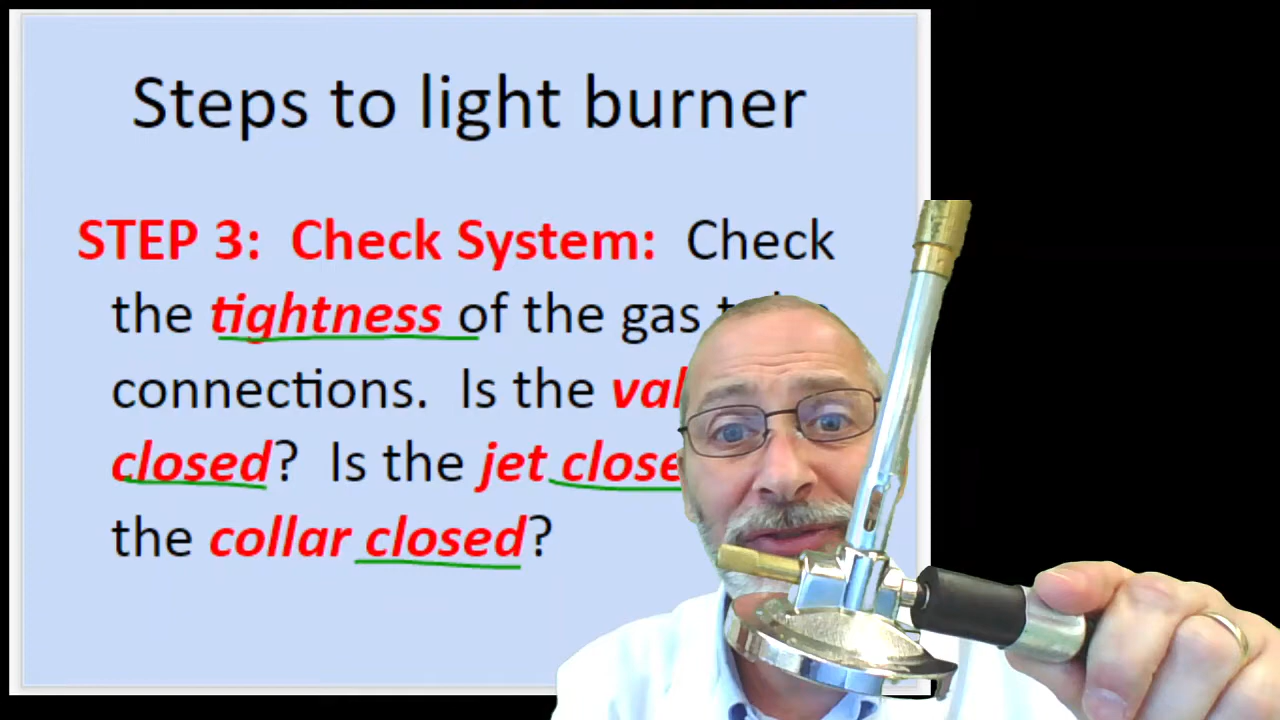 Steps to light burner
STEP 3: Check System: Check
the tightness of the gas
connections. Is the
closed? Is the jet
the collar closed?